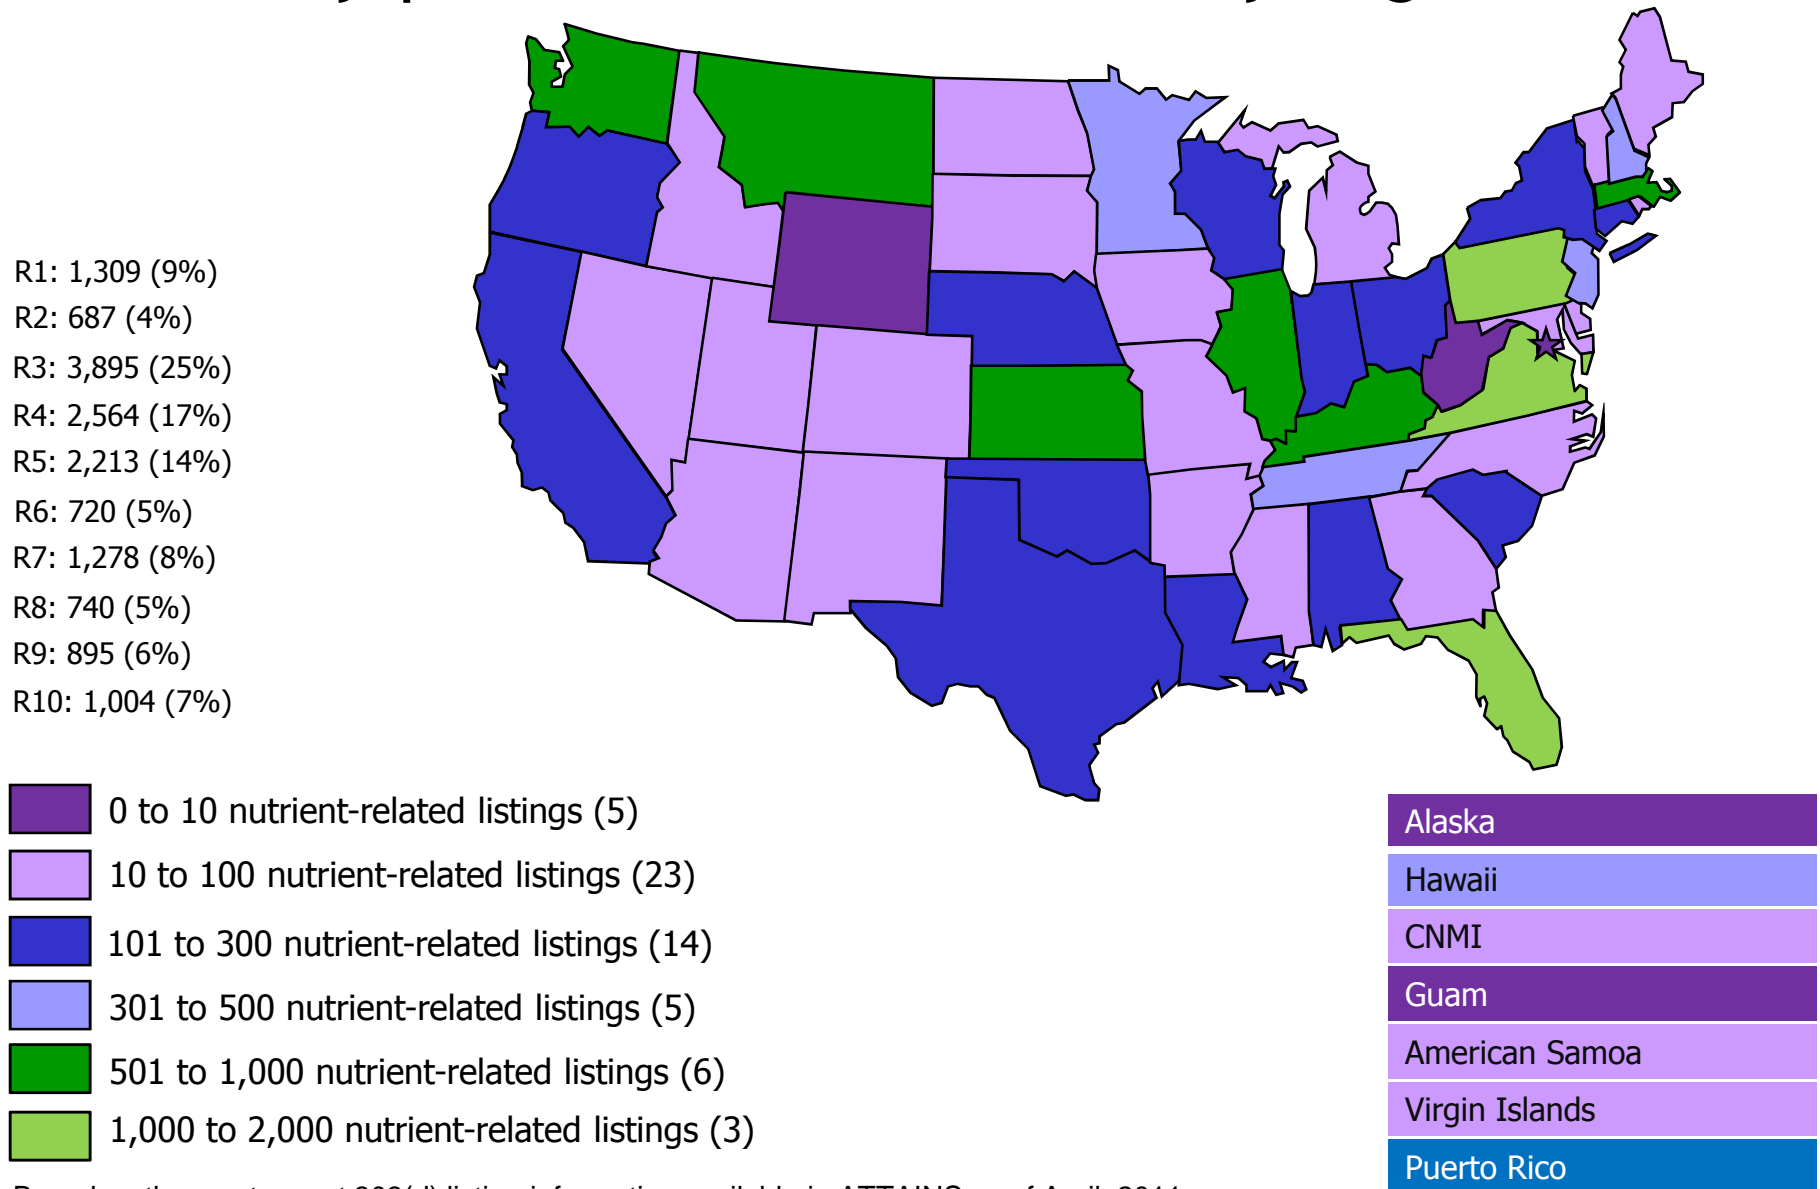 R1: 1,309 (9%)
R2: 687 (4%)
R3: 3,895 (25%)
R4: 2,564 (17%)
R5: 2,213 (14%)
R6: 720 (5%)
R7: 1,278 (8%)
R8: 740 (5%)
R9: 895 (6%)
R10: 1,004 (7%)
0 to 10 nutrient-related listings (5)
10 to 100 nutrient-related listings (23)
101 to 300 nutrient-related listings (14)
301 to 500 nutrient-related listings (5)
501 to 1,000 nutrient-related listings (6)
1,000 to 2,000 nutrient-related listings (3)
Alaska
Hawaii
CNMI
Guam
American Samoa
Virgin Islands
Puerto Rico